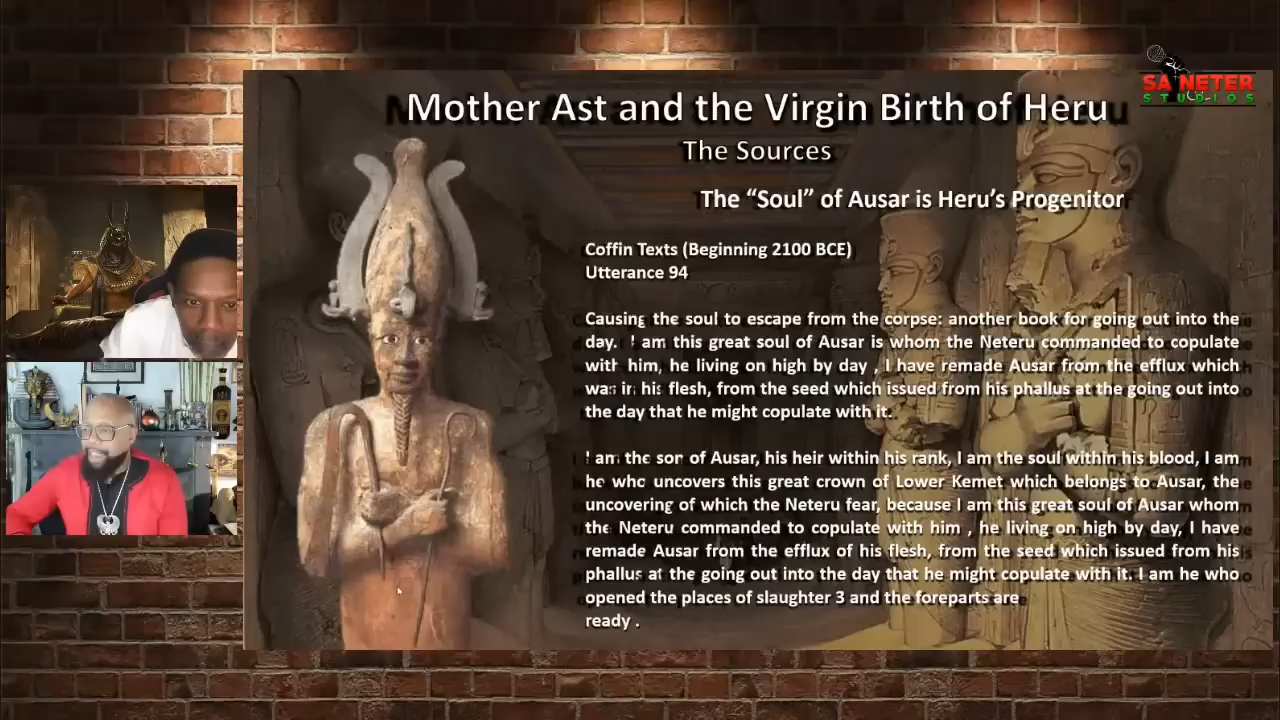 SA NETER
STUDIOS
Mother Ast and the Virgin Birth of Heru
The Sources
The “Soul” of Ausar is Heru’s Progenitor
Coffin Texts (Beginning 2100 BCE)
Utterance 94
Causing the soul to escape from the corpse: another book for going out into the
day. I am this great soul of Ausar is whom the Neteru commanded to copulate
with him, he living on high by day , I have remade Ausar from the efflux which
was in his flesh, from the seed which issued from his phallus at the going out into
the day that he might copulate with it.
I am the son of Ausar, his heir within his rank, I am the soul within his blood, I am
he who uncovers this great crown of Lower Kemet which belongs to Ausar, the
uncovering of which the Neteru fear, because I am this great soul of Ausar whom
the Neteru commanded to copulate with him , he living on high by day, I have
remade Ausar from the efflux of his flesh, from the seed which issued from his
phallus at the going out into the day that he might copulate with it. I am he who
opened the places of slaughter 3 and the foreparts are
ready .